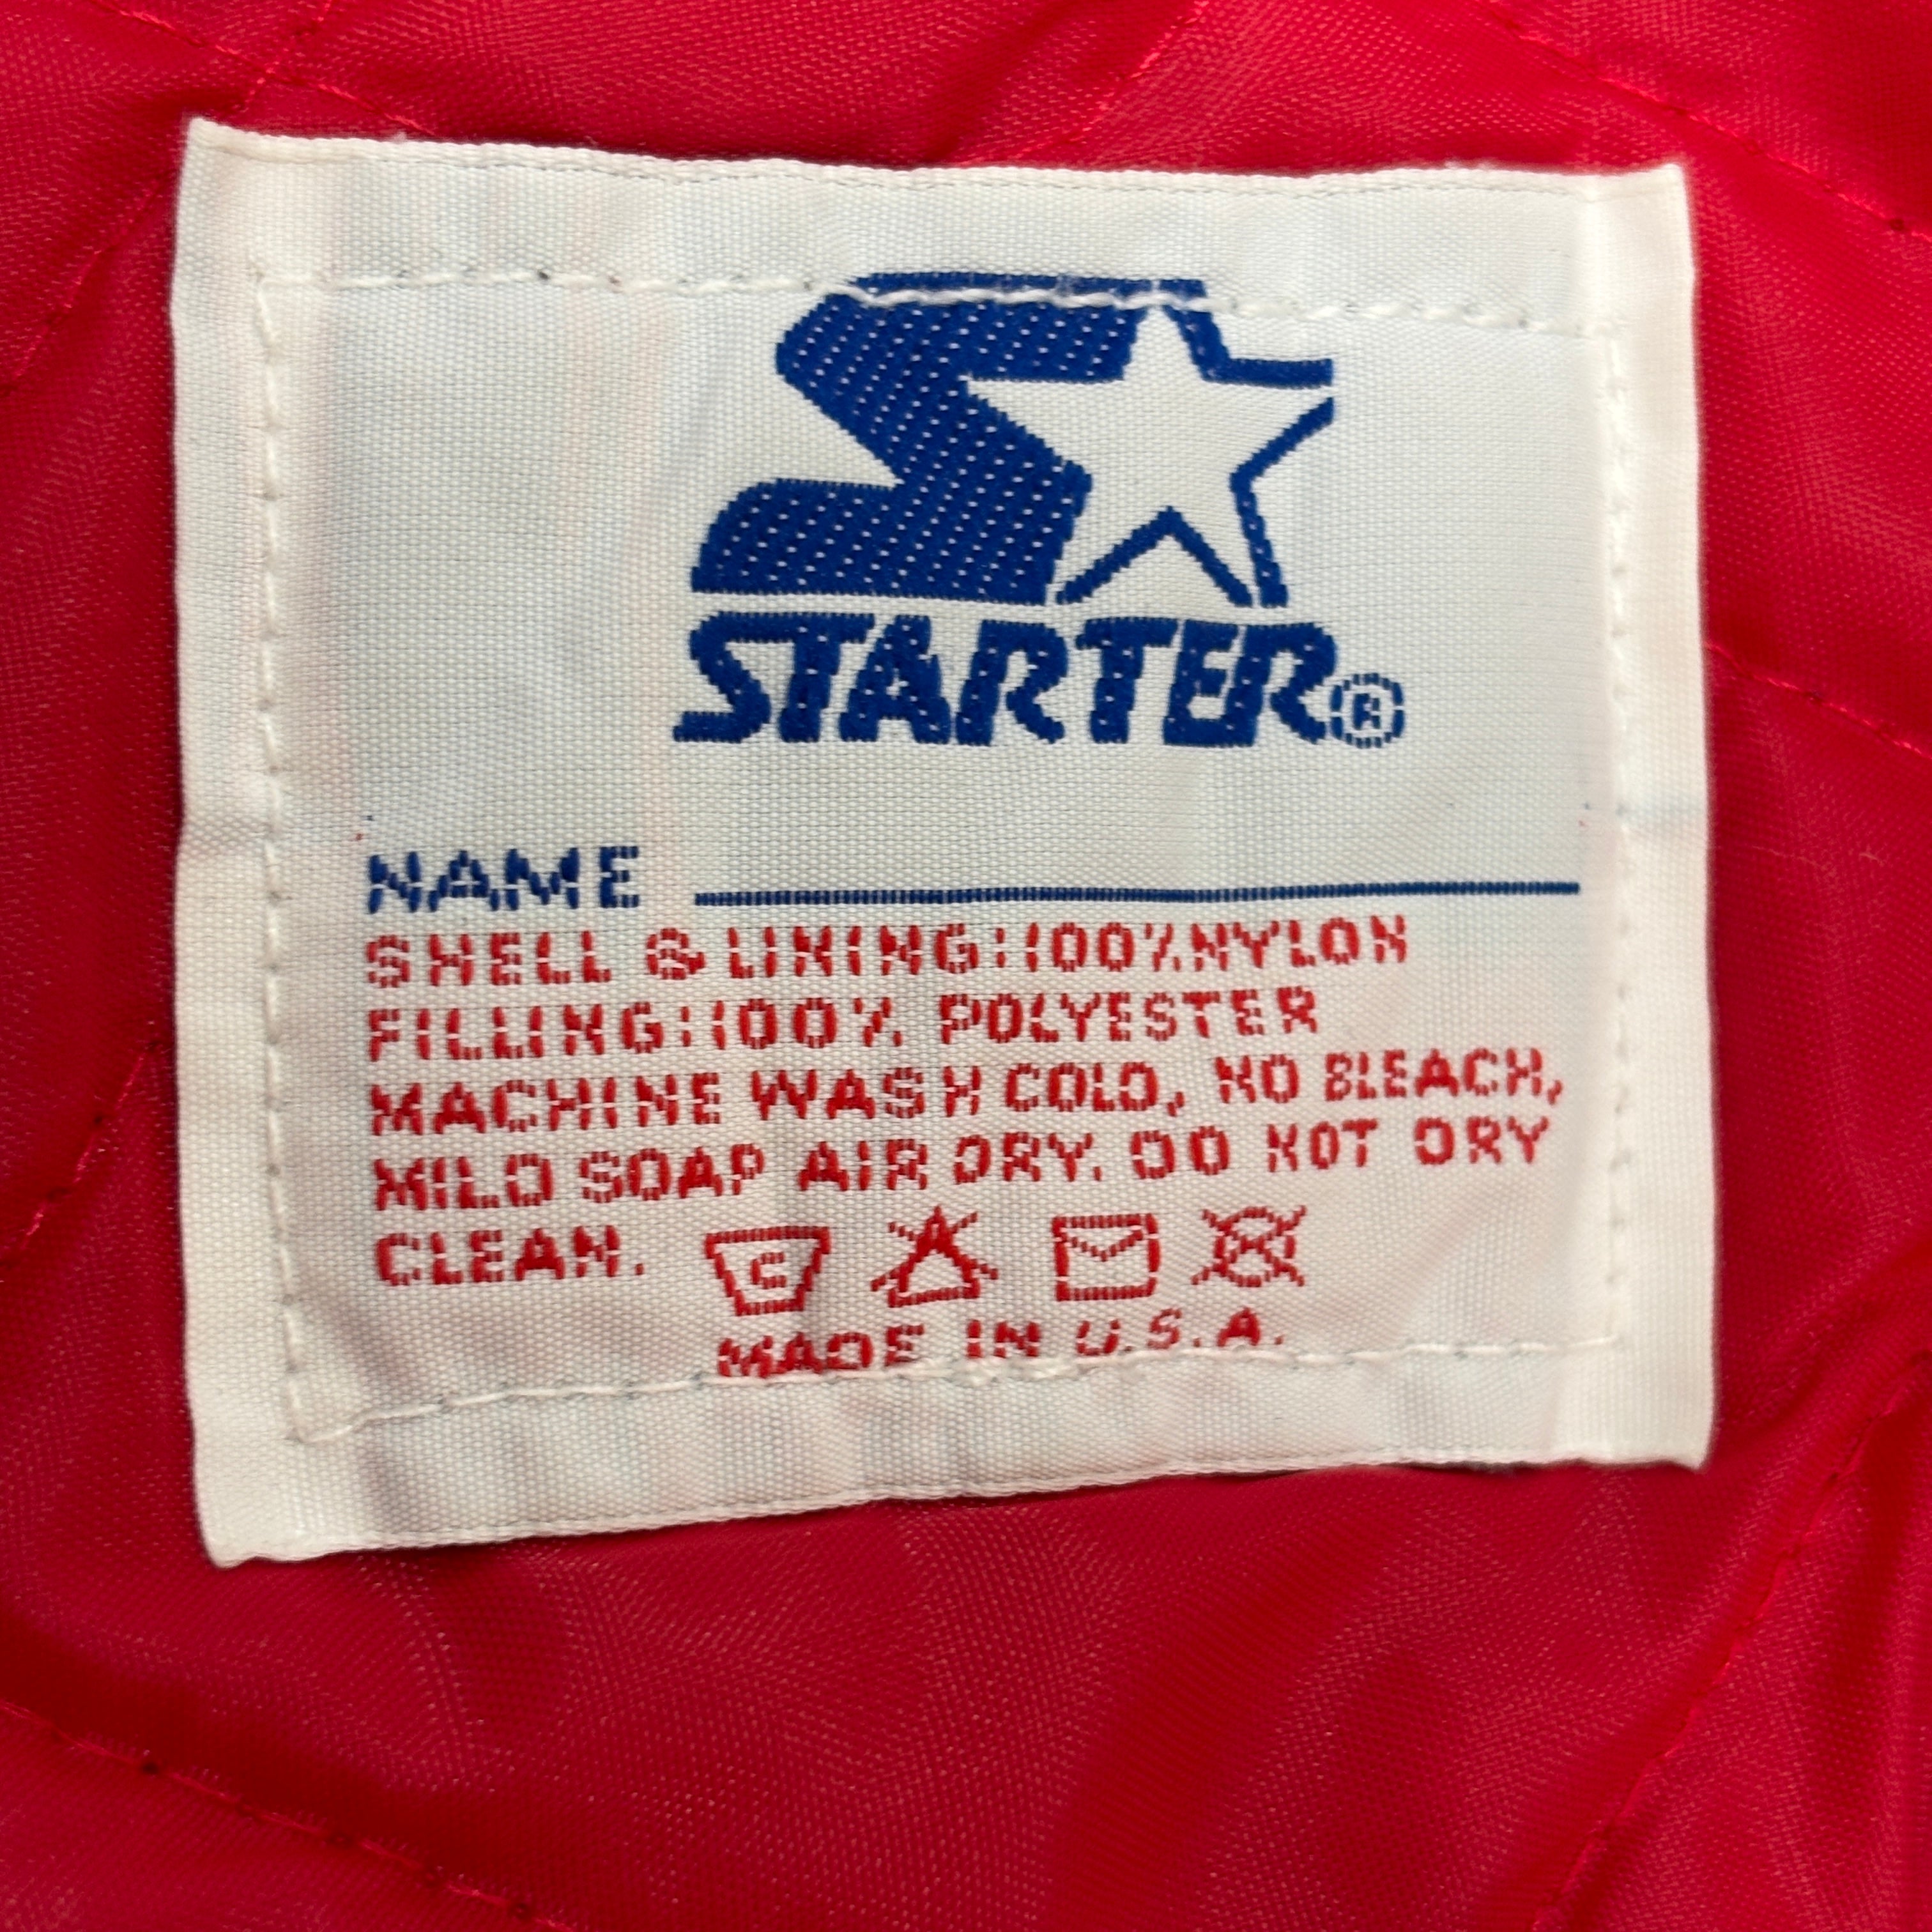 STARTER®
NAME
SHELL & LINING:100%NYLON
FILLING:100% POLYESTER
MACHINE WASH COLD, NO BLEACH,
MILD SOAP AIR DRY. DO NOT DRY
CLEAN. C
MADE IN U.S.A.